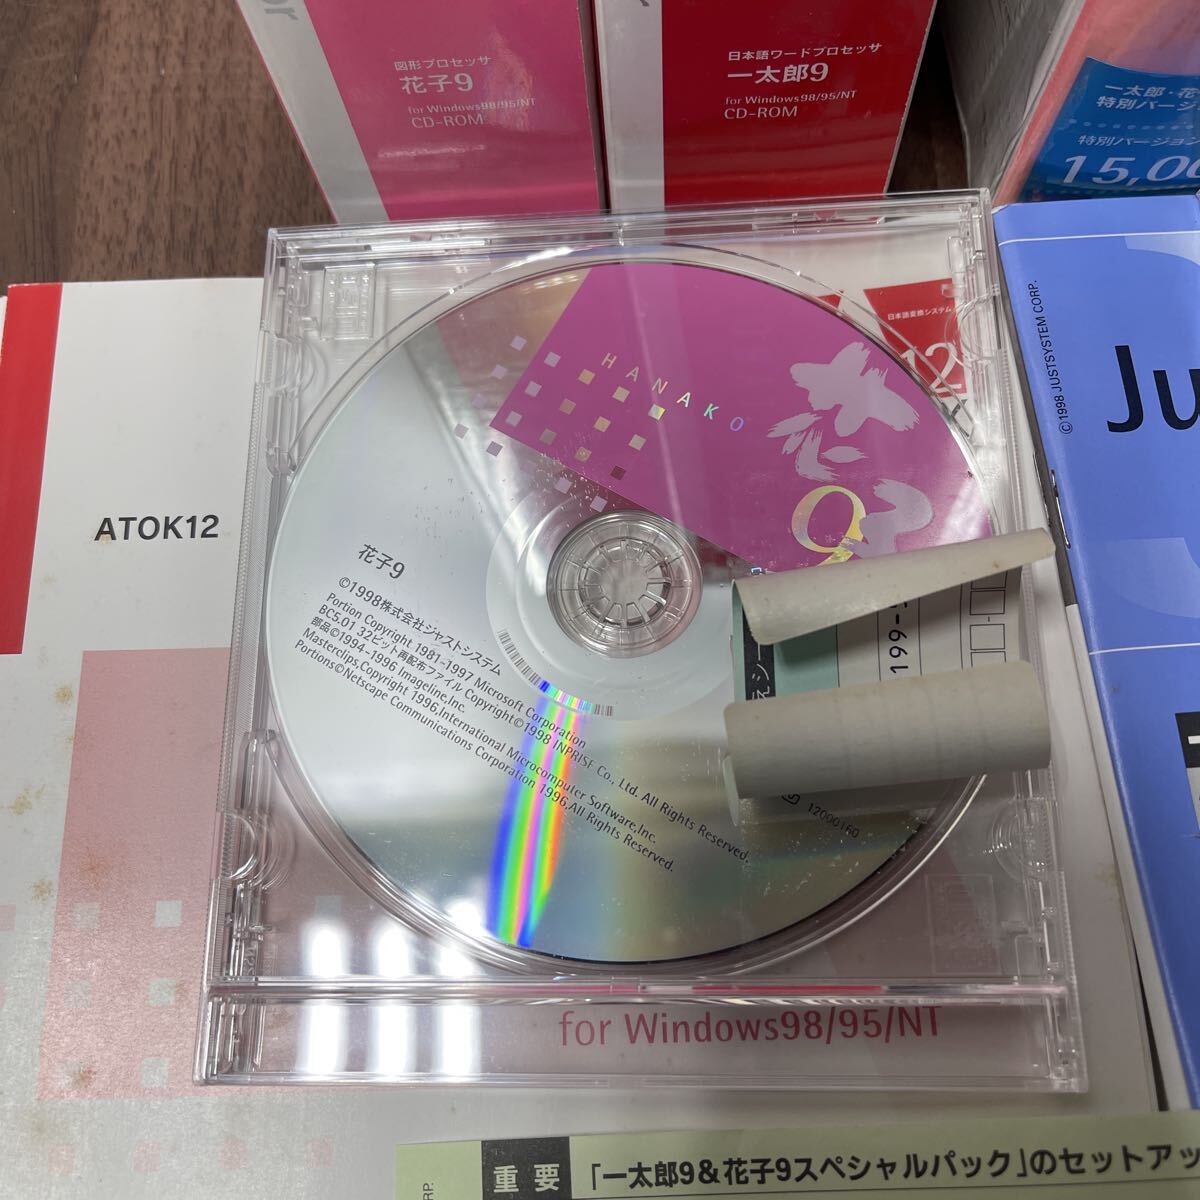 図形プロセッサ
花子9
for Windows98/95/NT
CD-ROM
日本語ワードプロセッサ
一太郎9
for Windows98/95/NT
CD-ROM
一太郎・花
特別バージ
特別バージョン
15,00
© 1998 JUSTSYSTEM CORP.
Ju
日本語変換システム
12
ATOK12
HANAKO
花子
9
花子9
©1998株式会社ジャストシステム
Portion Copyright 1981-1997 Microsoft Corporation
BC5.01 32ビット再配布ファイル Copyright©1998 INPRISE Co., Ltd. All Rights Reserved.
部品©1994-1996 Imageline,Inc.
Masterclips,Copyright 1996,International Microcomputer Software,Inc.
Portions©Netscape Communications Corporation 1996,All Rights Reserved.
199-
12000160
for Windows98/95/NT
重要
「一太郎9&花子9スペシャルパック」のセットアッ
CORP.